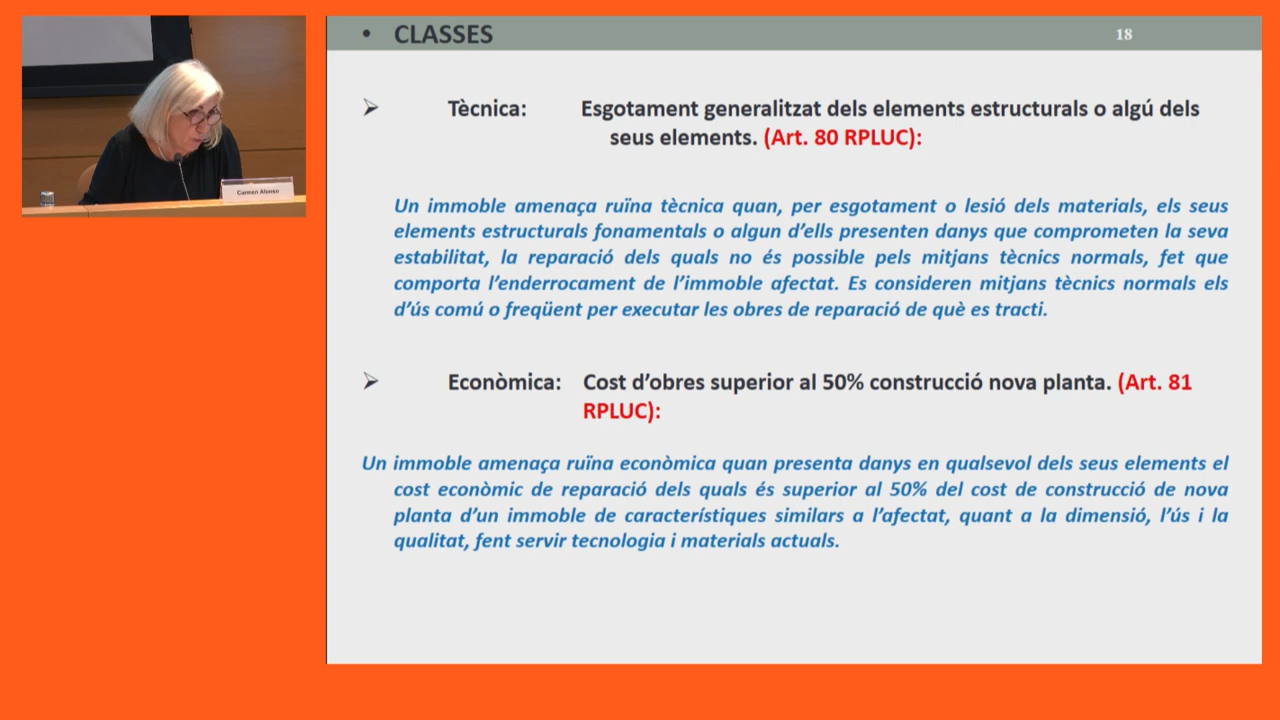 • CLASSES
18
➢ Tècnica: Esgotament generalitzat dels elements estructurals o algú dels
seus elements. (Art. 80 RPLUC):
Un immoble amenaça ruïna tècnica quan, per esgotament o lesió dels materials, els seus
elements estructurals fonamentals o algun d’ells presenten danys que comprometen la seva
estabilitat, la reparació dels quals no és possible pels mitjans tècnics normals, fet que
comporta l’enderrocament de l’immoble afectat. Es consideren mitjans tècnics normals els
d’ús comú o freqüent per executar les obres de reparació de què es tracti.
➢ Econòmica: Cost d’obres superior al 50% construcció nova planta. (Art. 81
RPLUC):
Un immoble amenaça ruïna econòmica quan presenta danys en qualsevol dels seus elements el
cost econòmic de reparació dels quals és superior al 50% del cost de construcció de nova
planta d’un immoble de característiques similars a l’afectat, quant a la dimensió, l’ús i la
qualitat, fent servir tecnologia i materials actuals.
Carmen Alonso